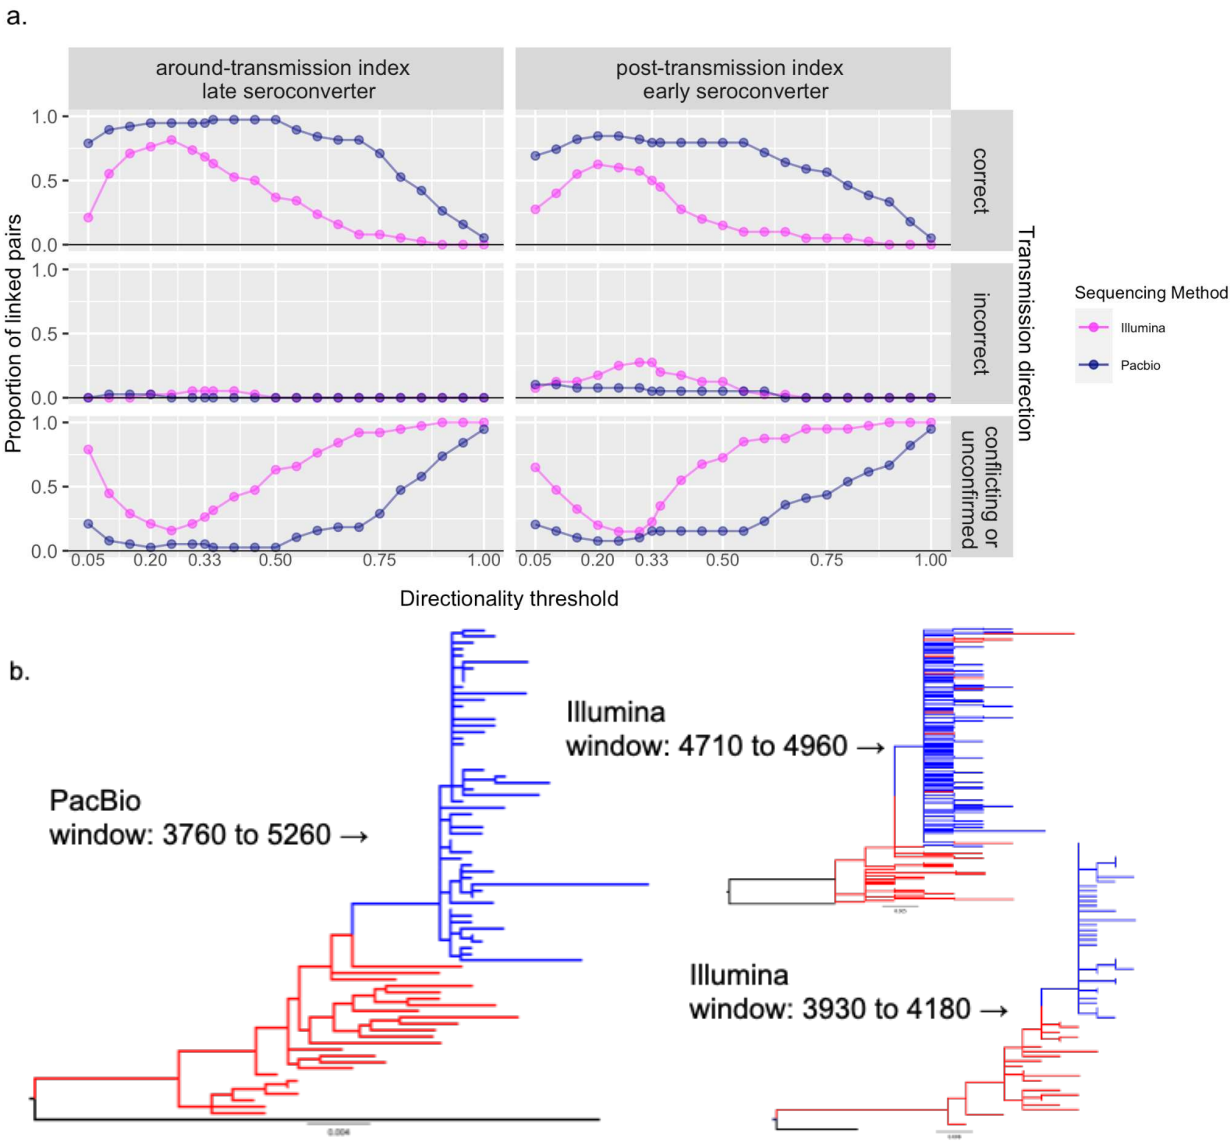 a.
around-transmission index
late seroconverter
post-transmission index
early seroconverter
1.0
0.5
0.0
correct
1.0
0.5
0.0
incorrect
1.0
0.5
0.0
conflicting or
unconfirmed
0.05 0.20 0.33 0.50 0.75 1.00
0.05 0.20 0.33 0.50 0.75 1.00
Proportion of linked pairs
Transmission direction
Directionality threshold
Sequencing Method
Illumina
Pacbio
b.
PacBio
window: 3760 to 5260 →
Illumina
window: 4710 to 4960 →
Illumina
window: 3930 to 4180 →
0.004